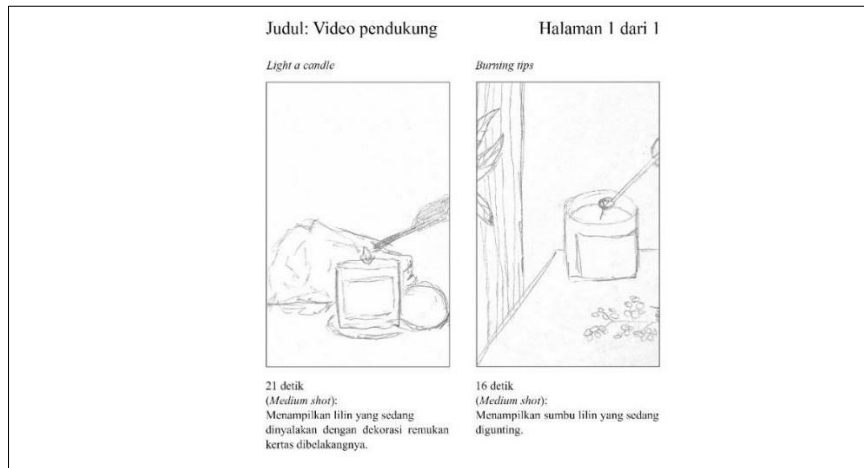 Judul: Video pendukung
Halaman 1 dari 1
Light a candle
Burning tips
21 detik
(Medium shot):
Menampilkan lilin yang sedang
dinyalakan dengan dekorasi remukan
kertas dibelakangnya.
16 detik
(Medium shot):
Menampilkan sumbu lilin yang sedang
digunting.